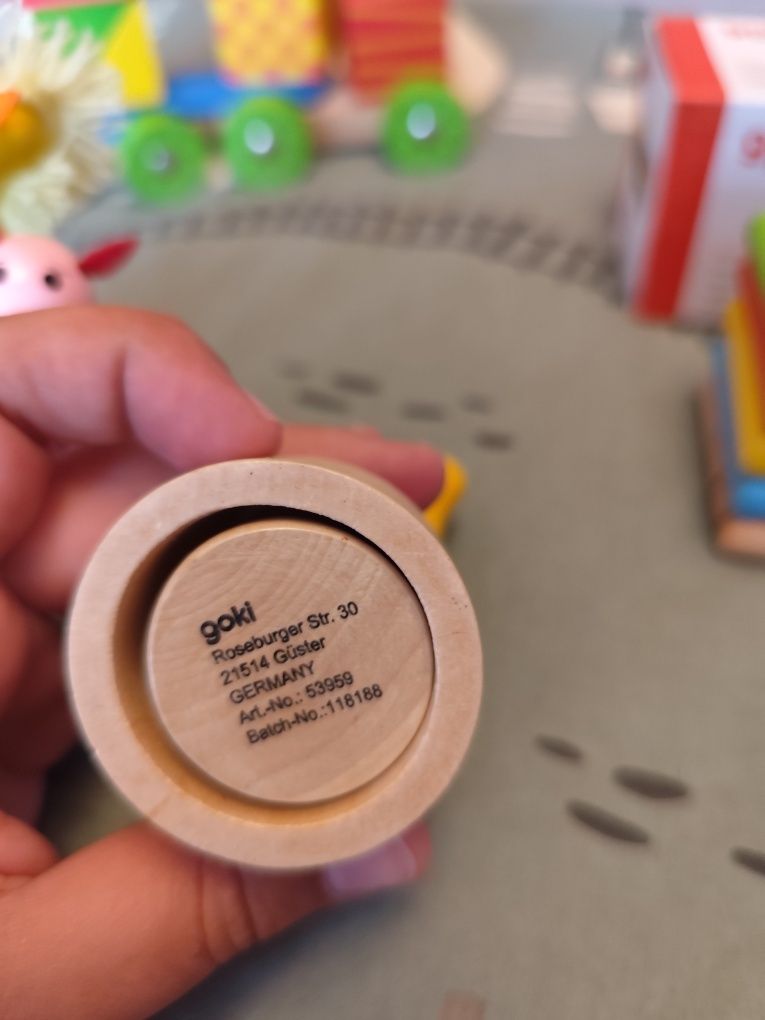 goki
Roseburger Str. 30
21514 Güster
GERMANY
Art.-No.: 53959
Batch-No.:118188